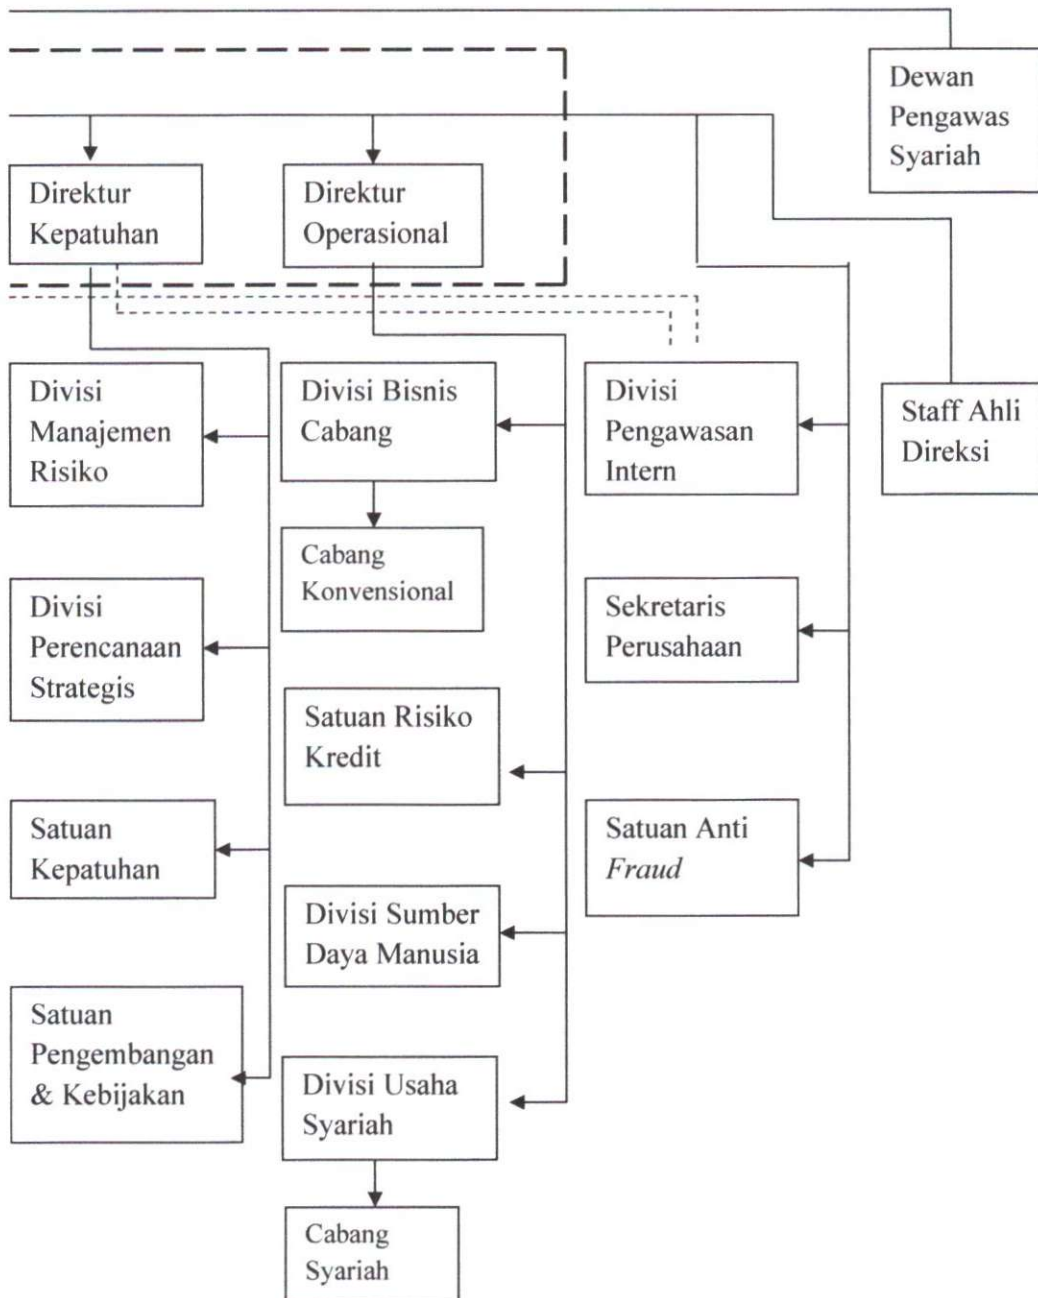 Dewan
Pengawas
Syariah
Direktur
Kepatuhan
Direktur
Operasional
Divisi
Manajemen
Risiko
Divisi Bisnis
Cabang
Divisi
Pengawasan
Intern
Staff Ahli
Direksi
Cabang
Konvensional
Divisi
Perencanaan
Strategis
Sekretaris
Perusahaan
Satuan Risiko
Kredit
Satuan
Kepatuhan
Satuan Anti
Fraud
Divisi Sumber
Daya Manusia
Satuan
Pengembangan
& Kebijakan
Divisi Usaha
Syariah
Cabang
Syariah